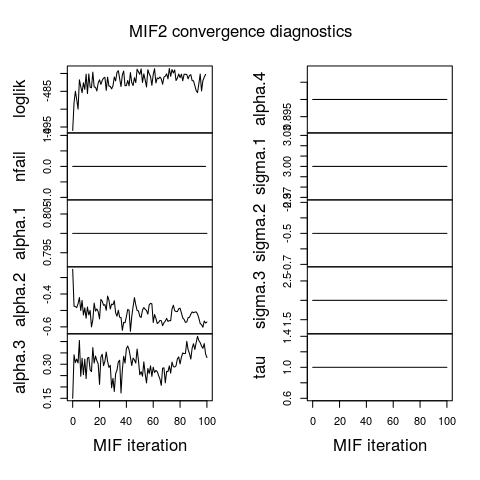 MIF2 convergence diagnostics
loglik
-485
-495
nfail
0.0
alpha.1
0.805
0.795
alpha.2
-0.4
-0.6
alpha.3
0.30
0.15
0 20 40 60 80 100
MIF iteration
alpha.4
sigma.1
3.00
sigma.2
-0.5
-0.7
sigma.3
2.5
1.5
tau
1.4
1.0
0.6
0 20 40 60 80 100
MIF iteration